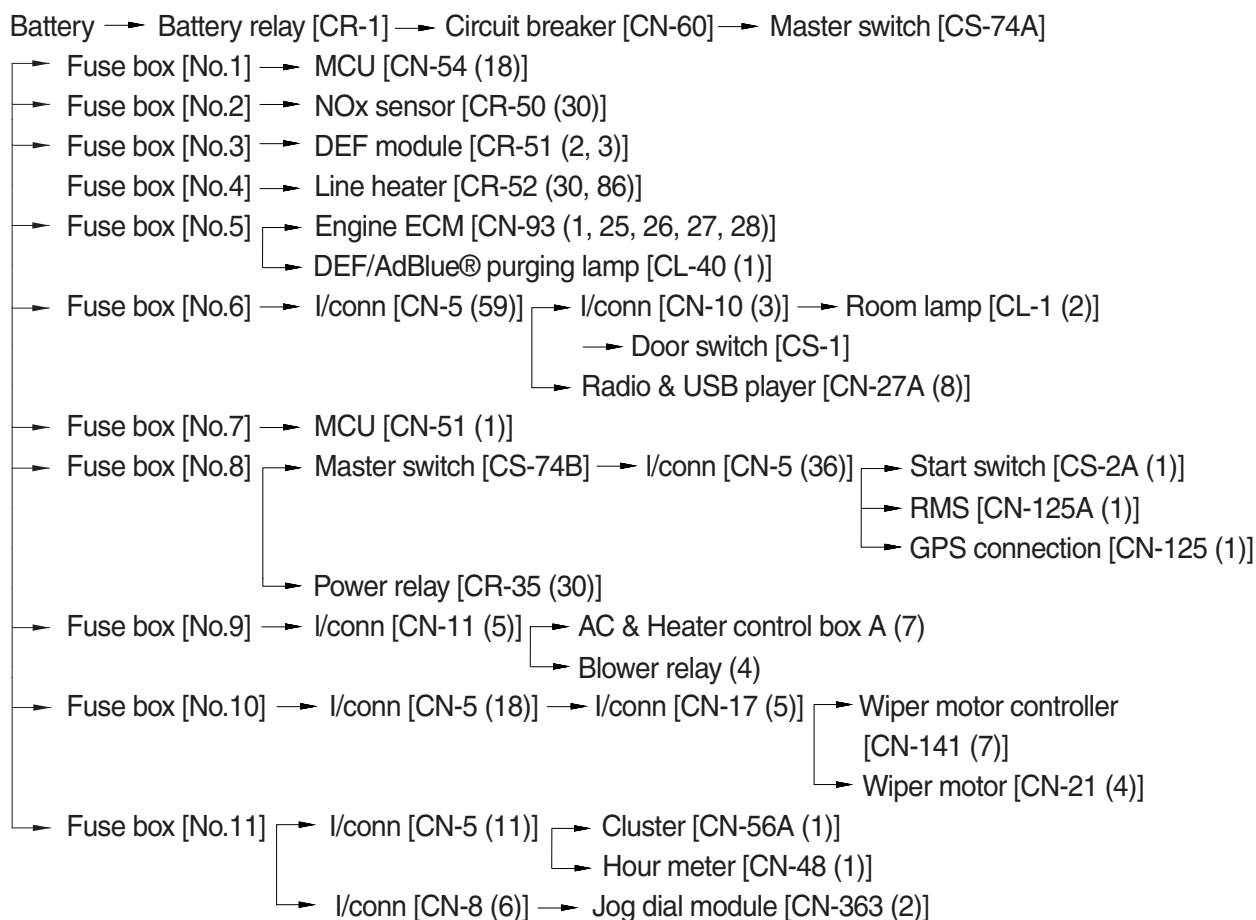 Battery → Battery relay [CR-1] → Circuit breaker [CN-60] → Master switch [CS-74A]
Fuse box [No.1] → MCU [CN-54 (18)]
Fuse box [No.2] → NOx sensor [CR-50 (30)]
Fuse box [No.3] → DEF module [CR-51 (2, 3)]
Fuse box [No.4] → Line heater [CR-52 (30, 86)]
Fuse box [No.5] → Engine ECM [CN-93 (1, 25, 26, 27, 28)]
→ DEF/AdBlue® purging lamp [CL-40 (1)]
Fuse box [No.6] → I/conn [CN-5 (59)] → I/conn [CN-10 (3)] → Room lamp [CL-1 (2)]
→ Door switch [CS-1]
→ Radio & USB player [CN-27A (8)]
Fuse box [No.7] → MCU [CN-51 (1)]
Fuse box [No.8] → Master switch [CS-74B] → I/conn [CN-5 (36)] → Start switch [CS-2A (1)]
→ RMS [CN-125A (1)]
→ GPS connection [CN-125 (1)]
→ Power relay [CR-35 (30)]
Fuse box [No.9] → I/conn [CN-11 (5)] → AC & Heater control box A (7)
→ Blower relay (4)
Fuse box [No.10] → I/conn [CN-5 (18)] → I/conn [CN-17 (5)] → Wiper motor controller
[CN-141 (7)]
→ Wiper motor [CN-21 (4)]
Fuse box [No.11] → I/conn [CN-5 (11)] → Cluster [CN-56A (1)]
→ Hour meter [CN-48 (1)]
→ I/conn [CN-8 (6)] → Jog dial module [CN-363 (2)]